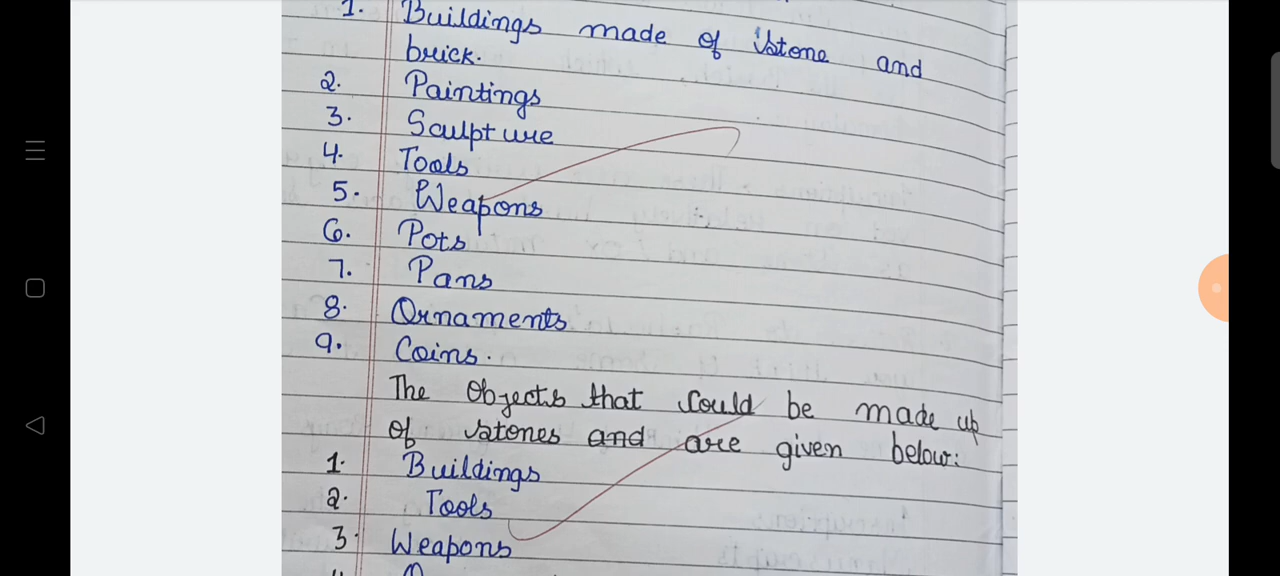 1. Buildings made of stone and
brick.
2. Paintings
3. Sculpture
4. Tools
5. Weapons
6. Pots
7. Pans
8. Ornaments
9. Coins.
The Objects that could be made up
of stones and are given below:
1. Buildings
2. Tools
3. Weapons